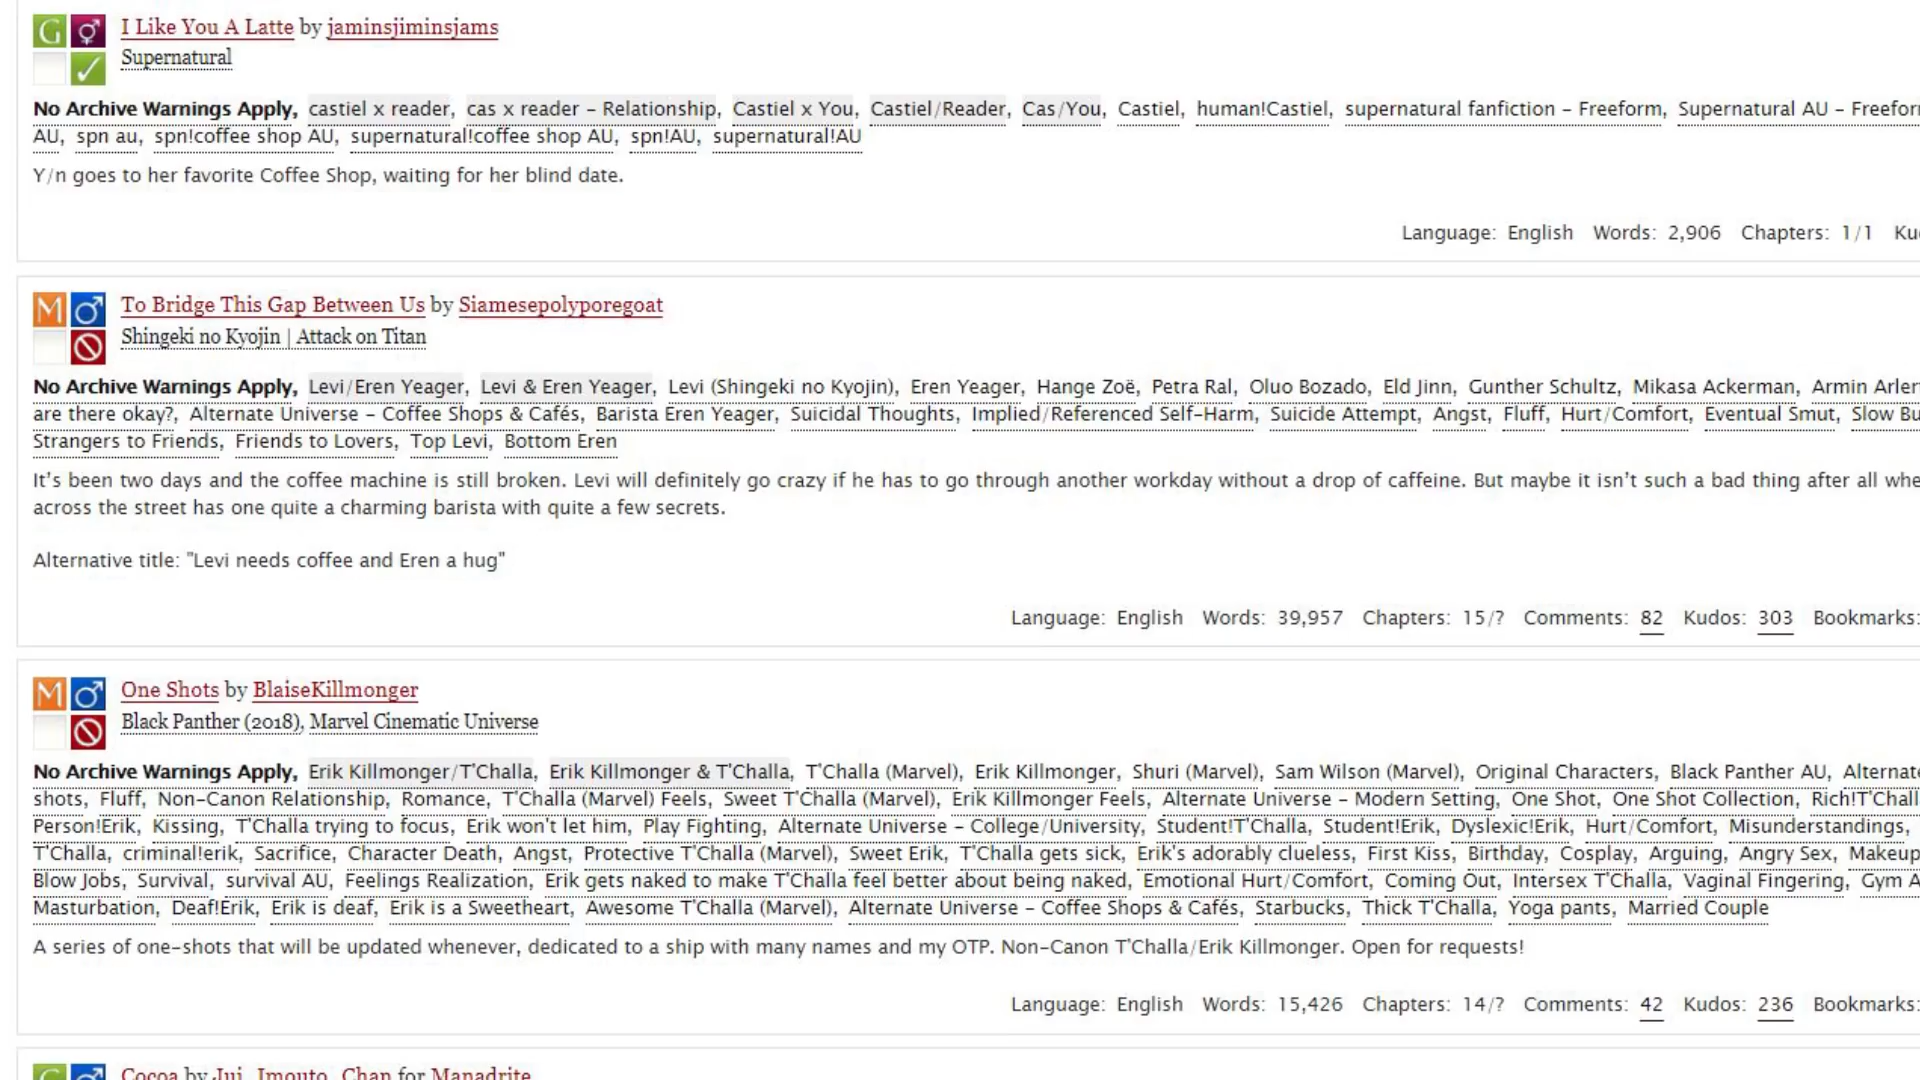 I Like You A Latte by jaminsjiminsjams
Supernatural
No Archive Warnings Apply, castiel x reader, cas x reader - Relationship, Castiel x You, Castiel/Reader, Cas/You, Castiel, human!Castiel, supernatural fanfiction - Freeform, Supernatural AU - Freeform
AU, spn au, spn!coffee shop AU, supernatural!coffee shop AU, spn!AU, supernatural!AU
Y/n goes to her favorite Coffee Shop, waiting for her blind date.
Language: English Words: 2,906 Chapters: 1/1 Ku
M
To Bridge This Gap Between Us by Siamesepolyporegoat
Shingeki no Kyojin | Attack on Titan
No Archive Warnings Apply, Levi/Eren Yeager, Levi & Eren Yeager, Levi (Shingeki no Kyojin), Eren Yeager, Hange Zoë, Petra Ral, Oluo Bozado, Eld Jinn, Gunther Schultz, Mikasa Ackerman, Armin Arler
are there okay?, Alternate Universe - Coffee Shops & Cafés, Barista Eren Yeager, Suicidal Thoughts, Implied/Referenced Self-Harm, Suicide Attempt, Angst, Fluff, Hurt/Comfort, Eventual Smut, Slow Bu
Strangers to Friends, Friends to Lovers, Top Levi, Bottom Eren
It's been two days and the coffee machine is still broken. Levi will definitely go crazy if he has to go through another workday without a drop of caffeine. But maybe it isn't such a bad thing after all whe
across the street has one quite a charming barista with quite a few secrets.
Alternative title: "Levi needs coffee and Eren a hug"
Language: English Words: 39,957 Chapters: 15/? Comments: 82 Kudos: 303 Bookmarks:
M
One Shots by BlaiseKillmonger
Black Panther (2018), Marvel Cinematic Universe
No Archive Warnings Apply, Erik Killmonger/T'Challa, Erik Killmonger & T'Challa, T'Challa (Marvel), Erik Killmonger, Shuri (Marvel), Sam Wilson (Marvel), Original Characters, Black Panther AU, Alternate
shots, Fluff, Non-Canon Relationship, Romance, T'Challa (Marvel) Feels, Sweet T'Challa (Marvel), Erik Killmonger Feels, Alternate Universe - Modern Setting, One Shot, One Shot Collection, Rich!T'Chall
Person!Erik, Kissing, T'Challa trying to focus, Erik won't let him, Play Fighting, Alternate Universe - College/University, Student!T'Challa, Student!Erik, Dyslexic!Erik, Hurt/Comfort, Misunderstandings,
T'Challa, criminal!erik, Sacrifice, Character Death, Angst, Protective T'Challa (Marvel), Sweet Erik, T'Challa gets sick, Erik's adorably clueless, First Kiss, Birthday, Cosplay, Arguing, Angry Sex, Makeup
Blow Jobs, Survival, survival AU, Feelings Realization, Erik gets naked to make T'Challa feel better about being naked, Emotional Hurt/Comfort, Coming Out, Intersex T'Challa, Vaginal Fingering, Gym A
Masturbation, Deaf!Erik, Erik is deaf, Erik is a Sweetheart, Awesome T'Challa (Marvel), Alternate Universe - Coffee Shops & Cafés, Starbucks, Thick T'Challa, Yoga pants, Married Couple
A series of one-shots that will be updated whenever, dedicated to a ship with many names and my OTP. Non-Canon T'Challa/Erik Killmonger. Open for requests!
Language: English Words: 15,426 Chapters: 14/? Comments: 42 Kudos: 236 Bookmarks:
Cocoa by Jui_Imouto_Chan for Manadrite